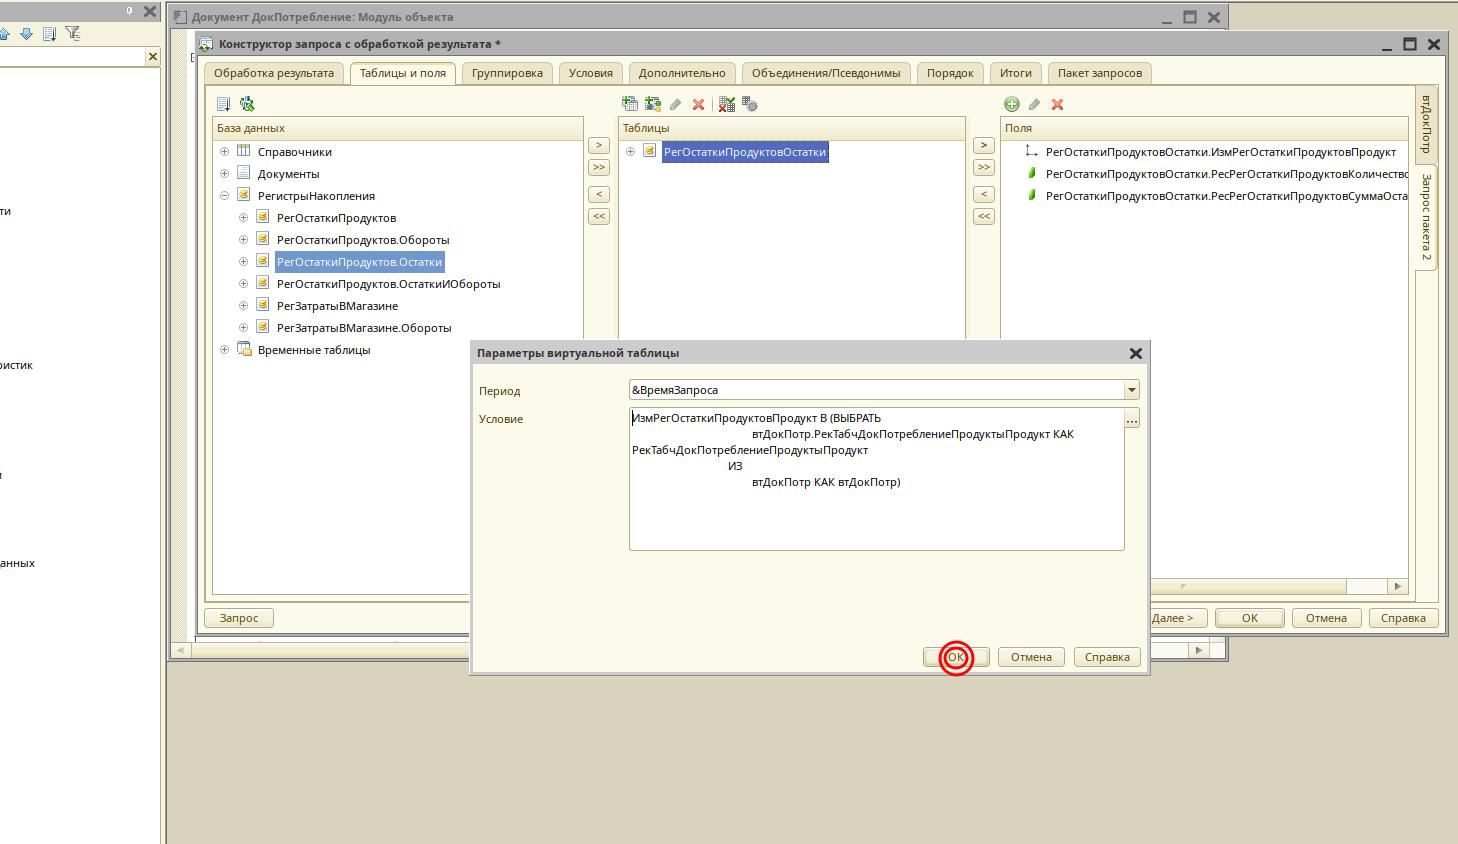 Документ ДокПотребление: Модуль объекта
Конструктор запроса с обработкой результата *
Обработка результата
Таблицы и поля
Группировка
Условия
Дополнительно
Объединения/Псевдонимы
Порядок
Итоги
Пакет запросов
База данных
Справочники
Документы
РегистрыНакопления
РегОстаткиПродуктов
РегОстаткиПродуктов.Обороты
РегОстаткиПродуктов.Остатки
РегОстаткиПродуктов.ОстаткиИОбороты
РегЗатратыВМагазине
РегЗатратыВМагазине.Обороты
Временные таблицы
>
>>
<
<<
Таблицы
РегОстаткиПродуктовОстатки
>
>>
<
<<
Поля
РегОстаткиПродуктовОстатки.ИзмРегОстаткиПродуктовПродукт
РегОстаткиПродуктовОстатки.РесРегОстаткиПродуктовКоличество
РегОстаткиПродуктовОстатки.РесРегОстаткиПродуктовСуммаОста
втДокПотр
Запрос пакета 2
ти
ристик
и
анных
Параметры виртуальной таблицы
Период
&ВремяЗапроса
Условие
ИзмРегОстаткиПродуктовПродукт В (ВЫБРАТЬ
втДокПотр.РекТабчДокПотреблениеПродуктыПродукт КАК
РекТабчДокПотреблениеПродуктыПродукт
ИЗ
втДокПотр КАК втДокПотр)
...
OK
Отмена
Справка
Запрос
Далее >
OK
Отмена
Справка